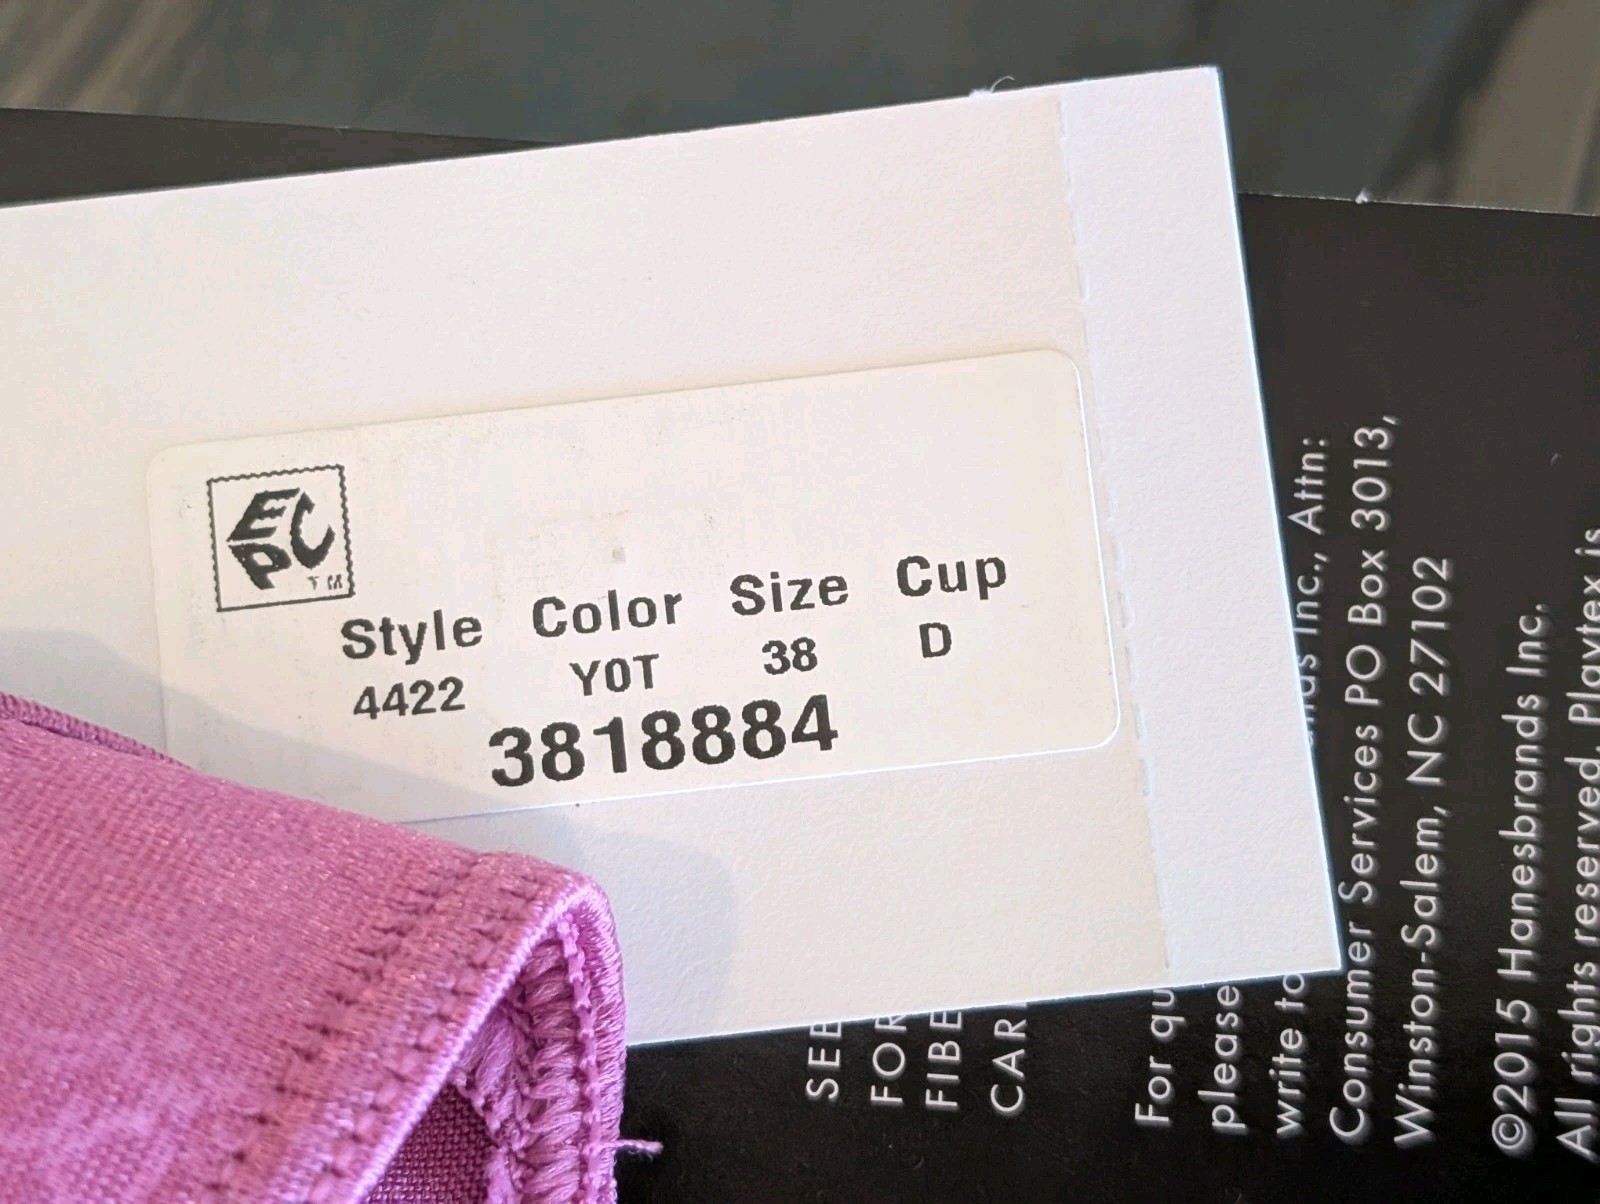 EPC
TM
Style Color Size Cup
4422 Y0T 38 D
3818884
SEE
FOR
FIBE
CAR
For qu
please
write to
Inc., Attn:
Consumer Services PO Box 3013,
Winston-Salem, NC 27102
©2015 Hanesbrands Inc.
All rights reserved. Playtex is